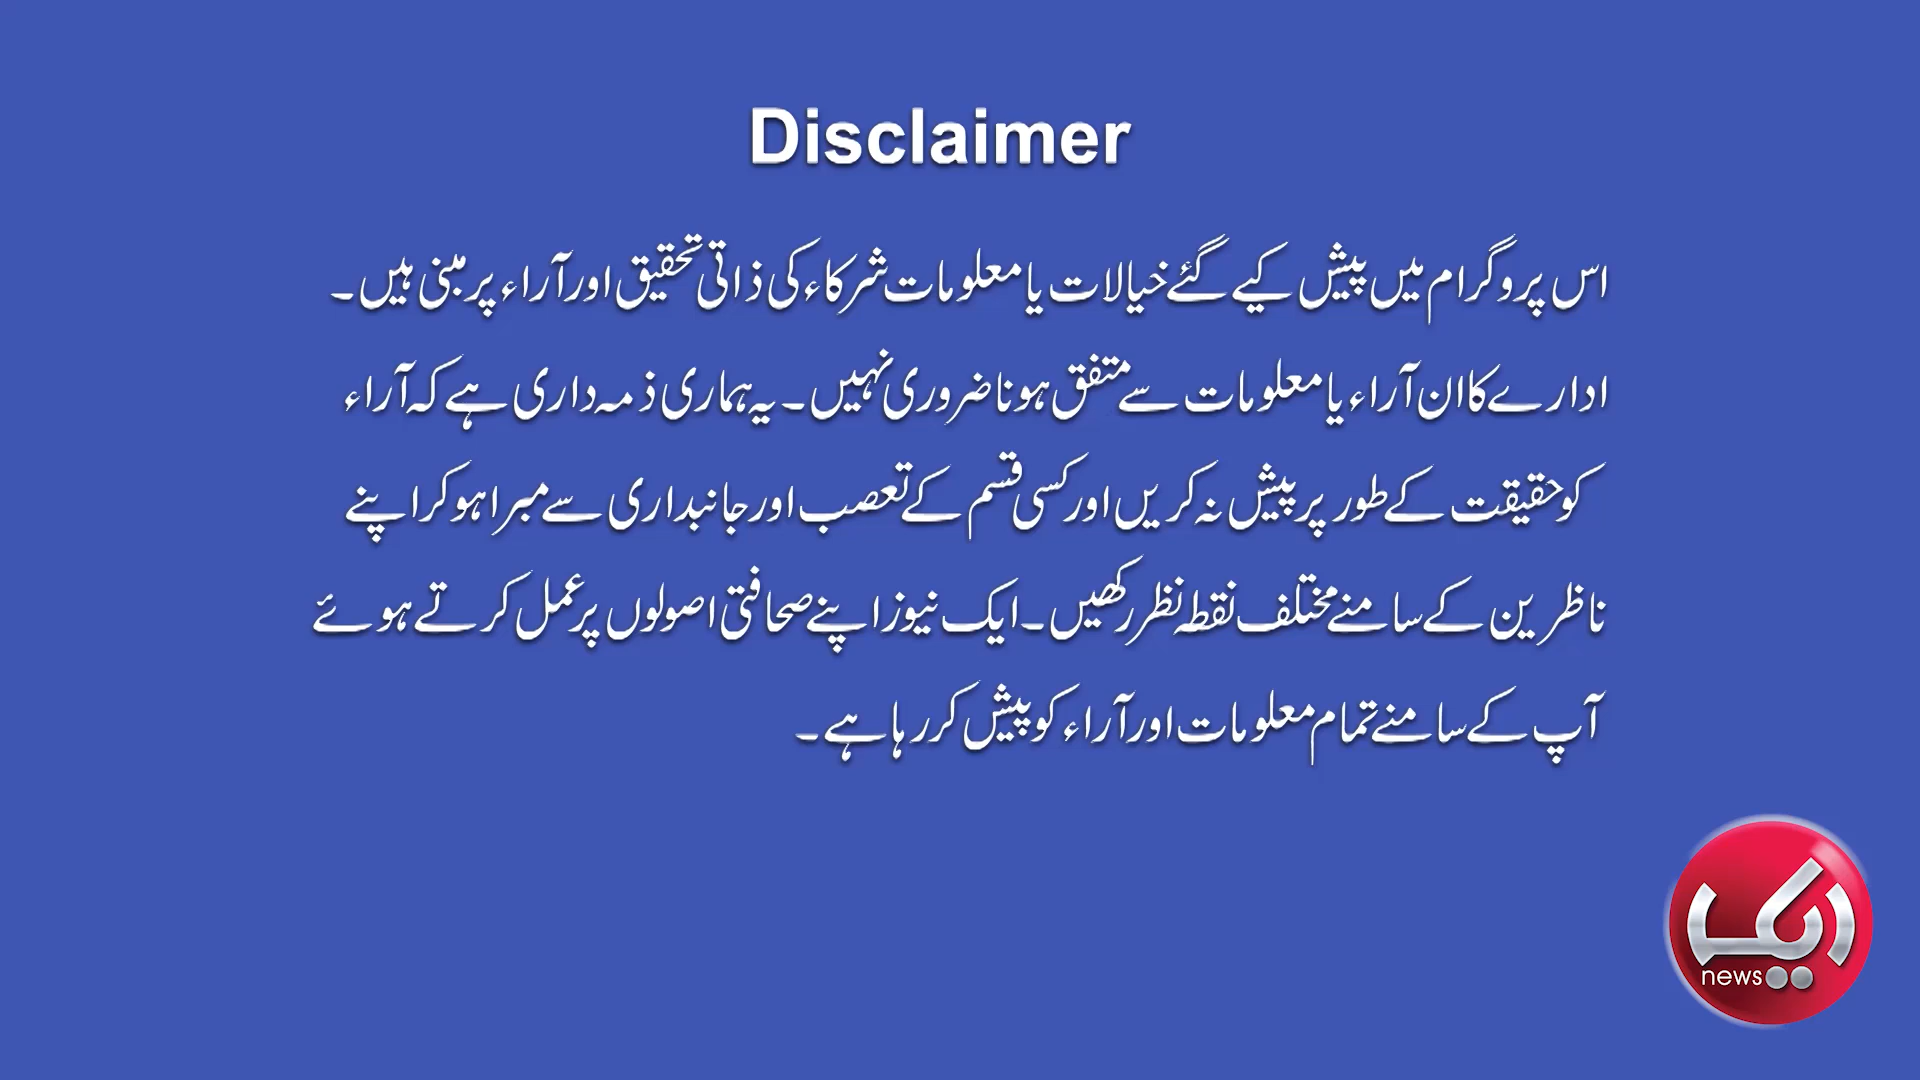 Disclaimer
اس پروگرام میں پیش کیے گئے خیالات یا معلومات شرکاء کی ذاتی تحقیق اور آراء پر مبنی ہیں۔
ادارے کا ان آراء یا معلومات سے متفق ہونا ضروری نہیں۔ یہ ہماری ذمہ داری ہے کہ آراء
کو حقیقت کے طور پر پیش نہ کریں اور کسی قسم کے تعصب اور جانبداری سے مبرا ہو کر اپنے
ناظرین کے سامنے مختلف نقطہ نظر رکھیں۔ ایک نیوز اپنے صحافتی اصولوں پر عمل کرتے ہوئے
آپ کے سامنے تمام معلومات اور آراء کو پیش کر رہا ہے۔
ایک
news